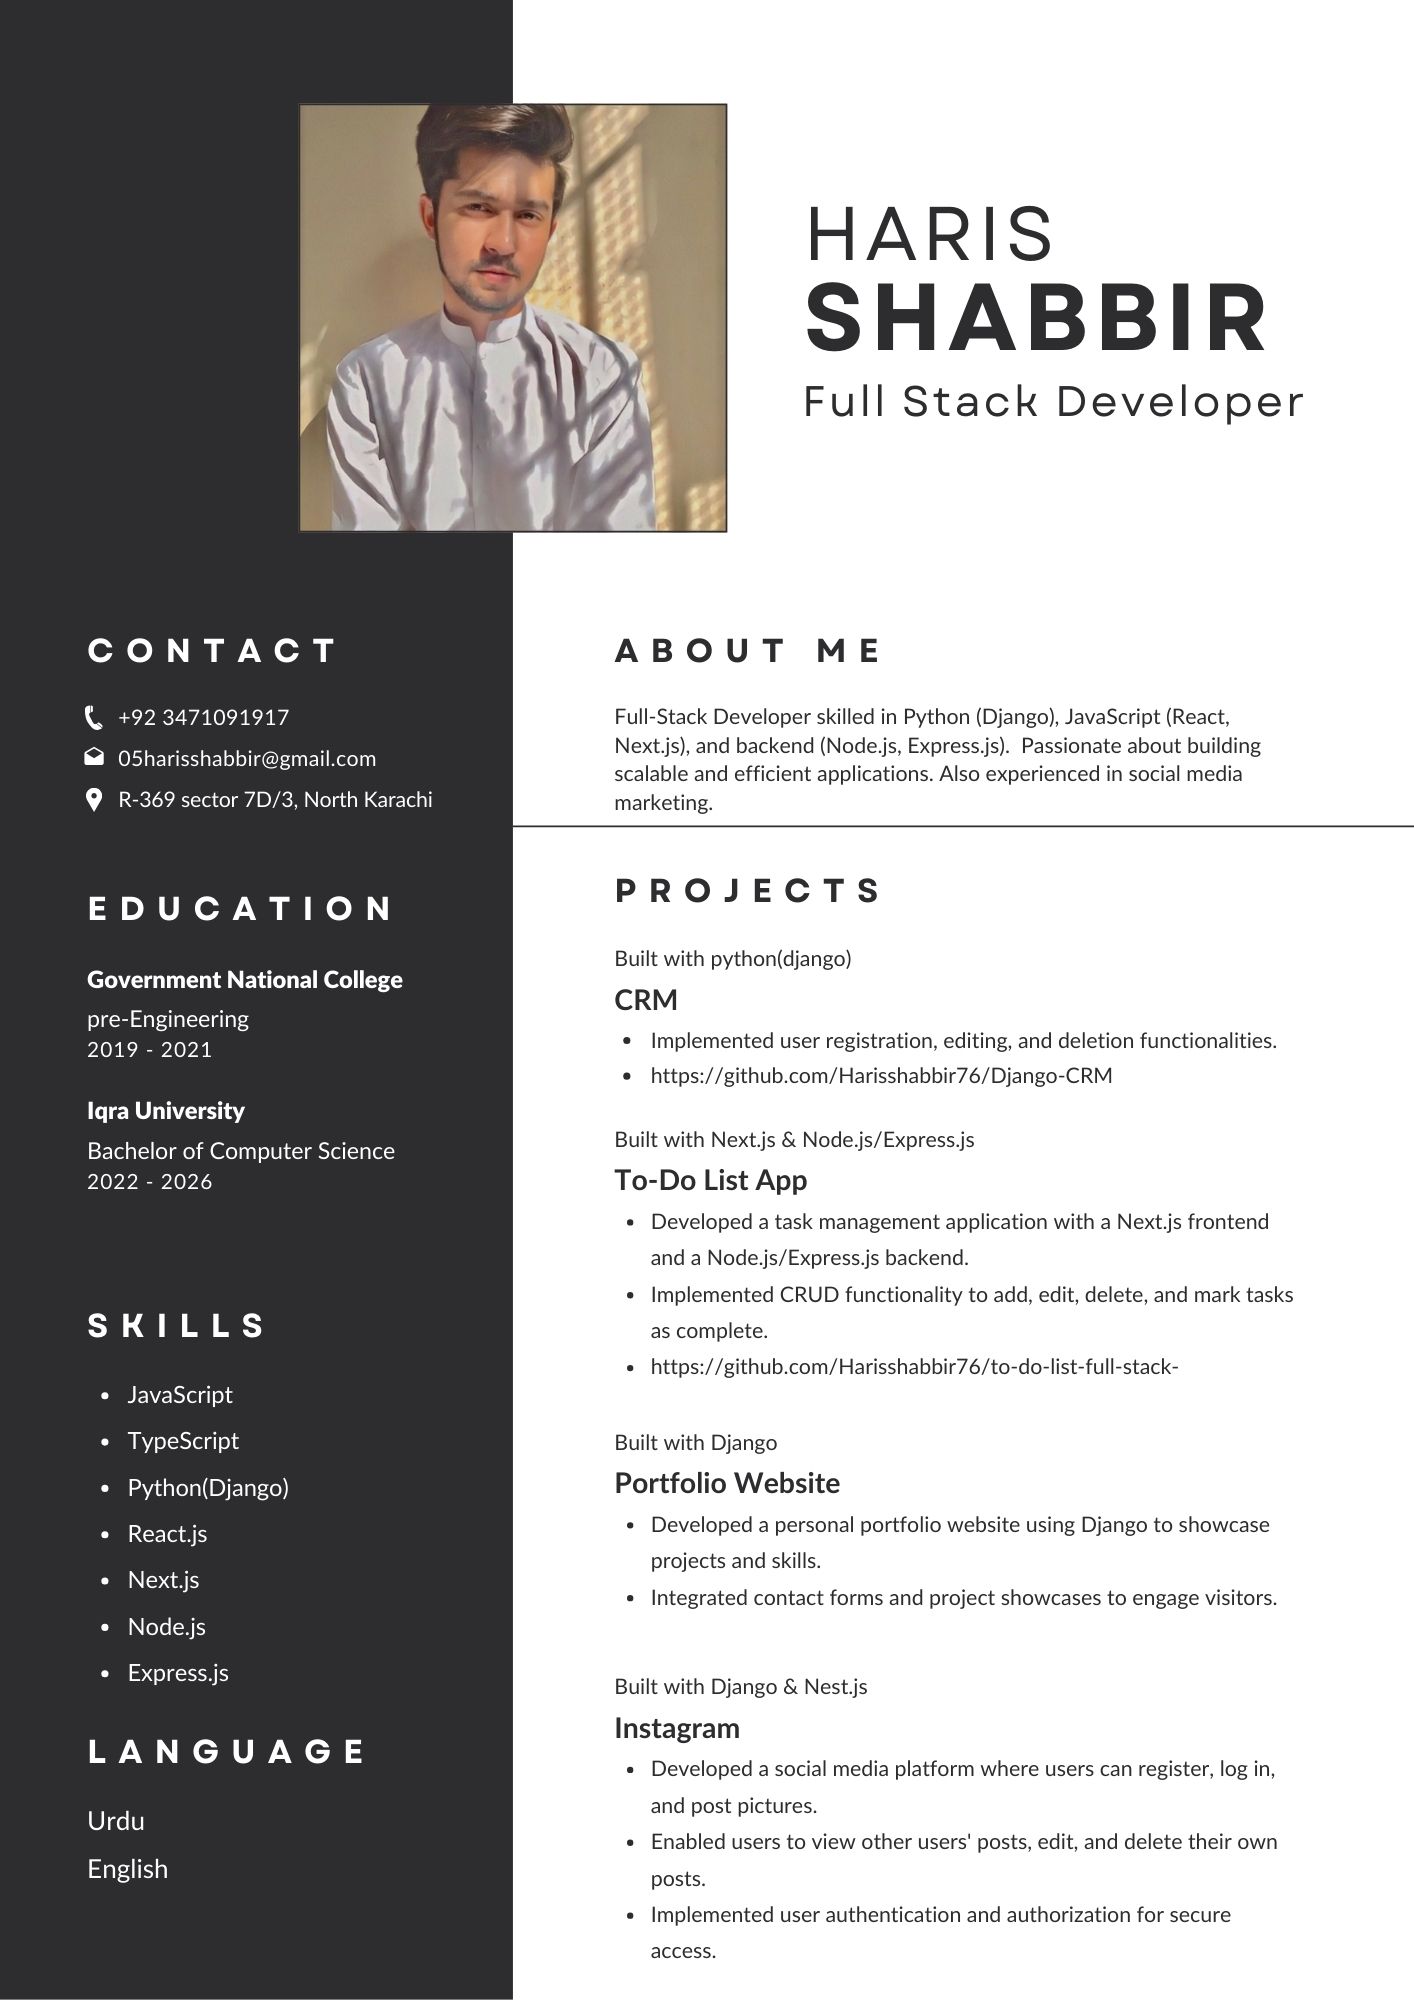 HARIS
SHABBIR
Full Stack Developer
CONTACT
+92 3471091917
05harisshabbir@gmail.com
R-369 sector 7D/3, North Karachi
EDUCATION
Government National College
pre-Engineering
2019 - 2021
Iqra University
Bachelor of Computer Science
2022 - 2026
SKILLS
• JavaScript
• TypeScript
• Python(Django)
• React.js
• Next.js
• Node.js
• Express.js
LANGUAGE
Urdu
English
ABOUT ME
Full-Stack Developer skilled in Python (Django), JavaScript (React,
Next.js), and backend (Node.js, Express.js).  Passionate about building
scalable and efficient applications. Also experienced in social media
marketing.
PROJECTS
Built with python(django)
CRM
• Implemented user registration, editing, and deletion functionalities.
• https://github.com/Harisshabbir76/Django-CRM
Built with Next.js & Node.js/Express.js
To-Do List App
• Developed a task management application with a Next.js frontend
and a Node.js/Express.js backend.
• Implemented CRUD functionality to add, edit, delete, and mark tasks
as complete.
• https://github.com/Harisshabbir76/to-do-list-full-stack-
Built with Django
Portfolio Website
• Developed a personal portfolio website using Django to showcase
projects and skills.
• Integrated contact forms and project showcases to engage visitors.
Built with Django & Nest.js
Instagram
• Developed a social media platform where users can register, log in,
and post pictures.
• Enabled users to view other users' posts, edit, and delete their own
posts.
• Implemented user authentication and authorization for secure
access.